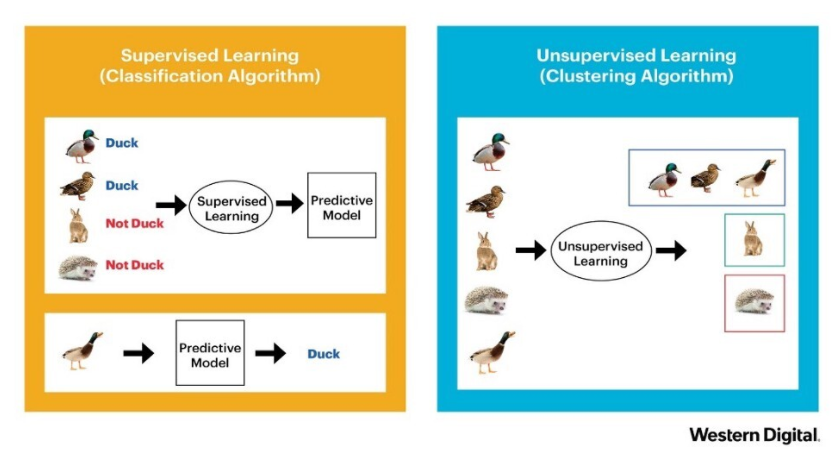 Supervised Learning
(Classification Algorithm)
Duck
Duck
Not Duck
Not Duck
Supervised
Learning
Predictive
Model
Predictive
Model
Duck
Unsupervised Learning
(Clustering Algorithm)
Unsupervised
Learning
Western Digital.